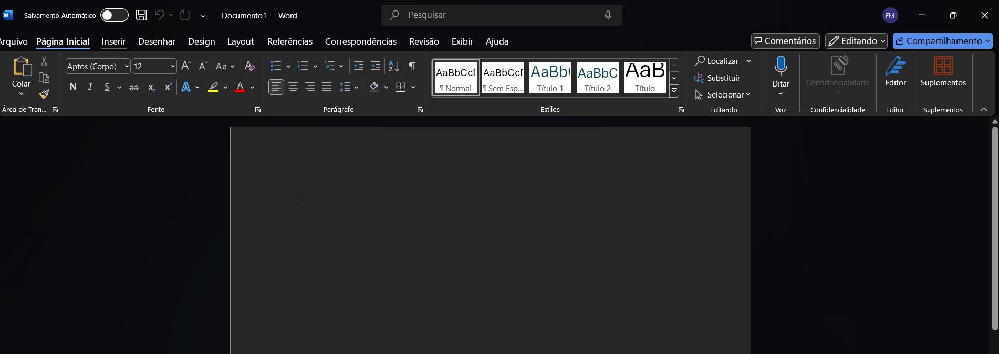 Salvamento Automático
Documento1 - Word
Pesquisar
FM
Arquivo Página Inicial Inserir Desenhar Design Layout Referências Correspondências Revisão Exibir Ajuda
Comentários Editando Compartilhamento
Colar
Área de Tran...
Aptos (Corpo) 12
N I S ab x₂ x² A A
Aa
Fonte
Parágrafo
AaBbCcD AaBbCcD AaBb( AaBbC AaB
¶ Normal ¶ Sem Esp... Título 1 Título 2 Título
Estilos
Localizar
Substituir
Selecionar
Editando
Ditar
Voz
Confidencialidade
Confidencialidade
Editor
Editor
Suplementos
Suplementos